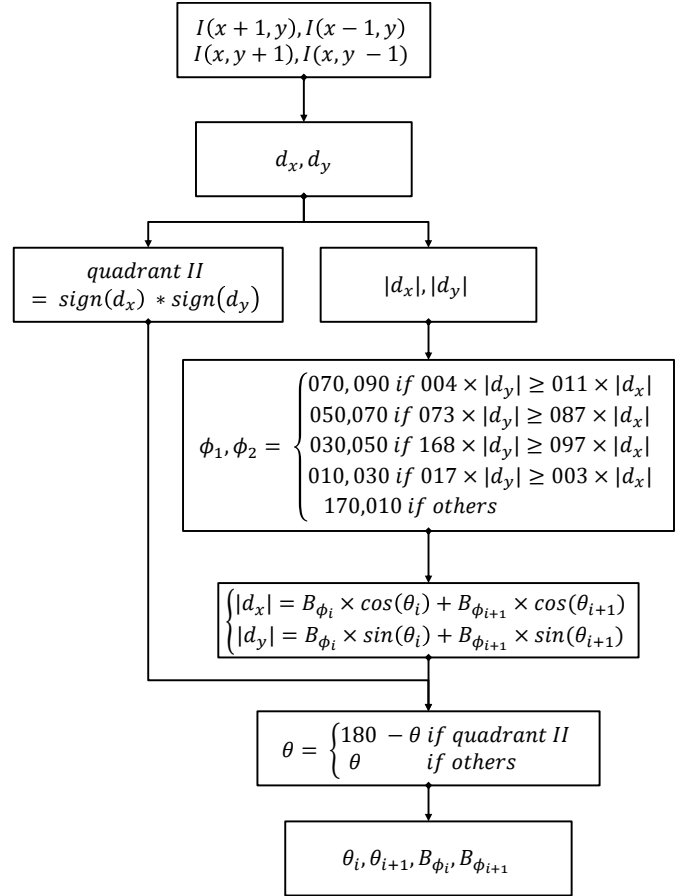 I(x + 1, y), I(x − 1, y)
I(x, y + 1), I(x, y − 1)
d_x, d_y
quadrant II
= sign(d_x) * sign(d_y)
|d_x|, |d_y|
ϕ_1, ϕ_2 =
070,090 if 004 × |d_y| ≥ 011 × |d_x|
050,070 if 073 × |d_y| ≥ 087 × |d_x|
030,050 if 168 × |d_y| ≥ 097 × |d_x|
010,030 if 017 × |d_y| ≥ 003 × |d_x|
170,010 if others
|d_x| = B_{ϕ_i} × cos(θ_i) + B_{ϕ_{i+1}} × cos(θ_{i+1})
|d_y| = B_{ϕ_i} × sin(θ_i) + B_{ϕ_{i+1}} × sin(θ_{i+1})
θ =
180 − θ if quadrant II
θ if others
θ_i, θ_{i+1}, B_{ϕ_i}, B_{ϕ_{i+1}}